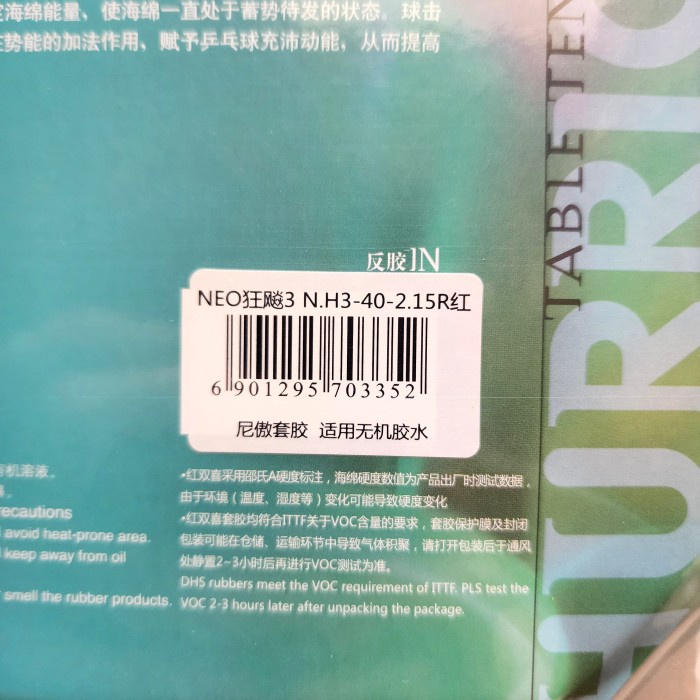 定海绵能量、使海绵一直处于蓄势待发的状态。球击
势能的加法作用、赋予乒乓球充沛动能，从而提高
反胶IN
NEO狂飚3 N.H3-40-2.15R红
6 901295 703352
尼傲套胶 适用无机胶水
有机溶液。
recautions
avoid heat-prone area.
keep away from oil
smell the rubber products.
•红双喜采用邵氏A硬度标注，海绵硬度数值为产品出厂时测试数据，
由于环境（温度、湿度等）变化可能导致硬度变化
•红双喜套胶均符合ITTF关于VOC含量的要求，套胶保护膜及封闭
包装可能在仓储、运输环节中导致气体积聚，请打开包装后于通风
处静置2~3小时后再进行VOC测试为准。
DHS rubbers meet the VOC requirement of ITTF. PLS test the
VOC 2-3 hours later after unpacking the package.
TABLE TEN
HURRIC